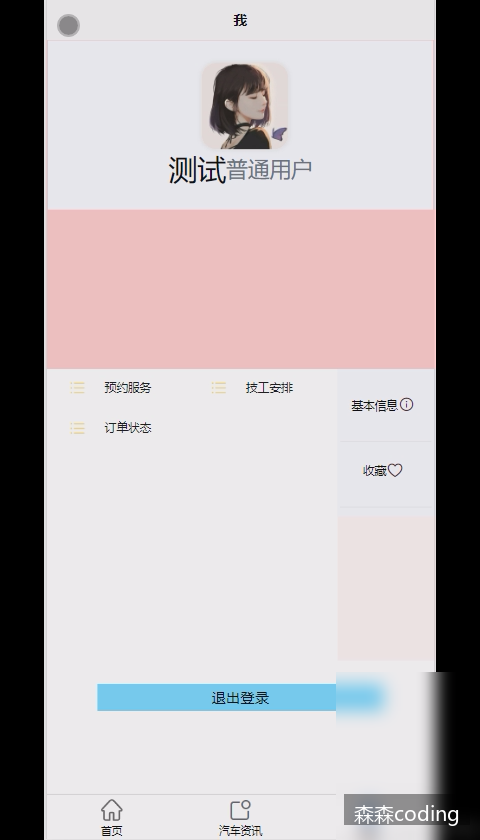 我
测试普通用户
预约服务
技工安排
订单状态
基本信息
收藏
退出登录
首页
汽车资讯
森森coding